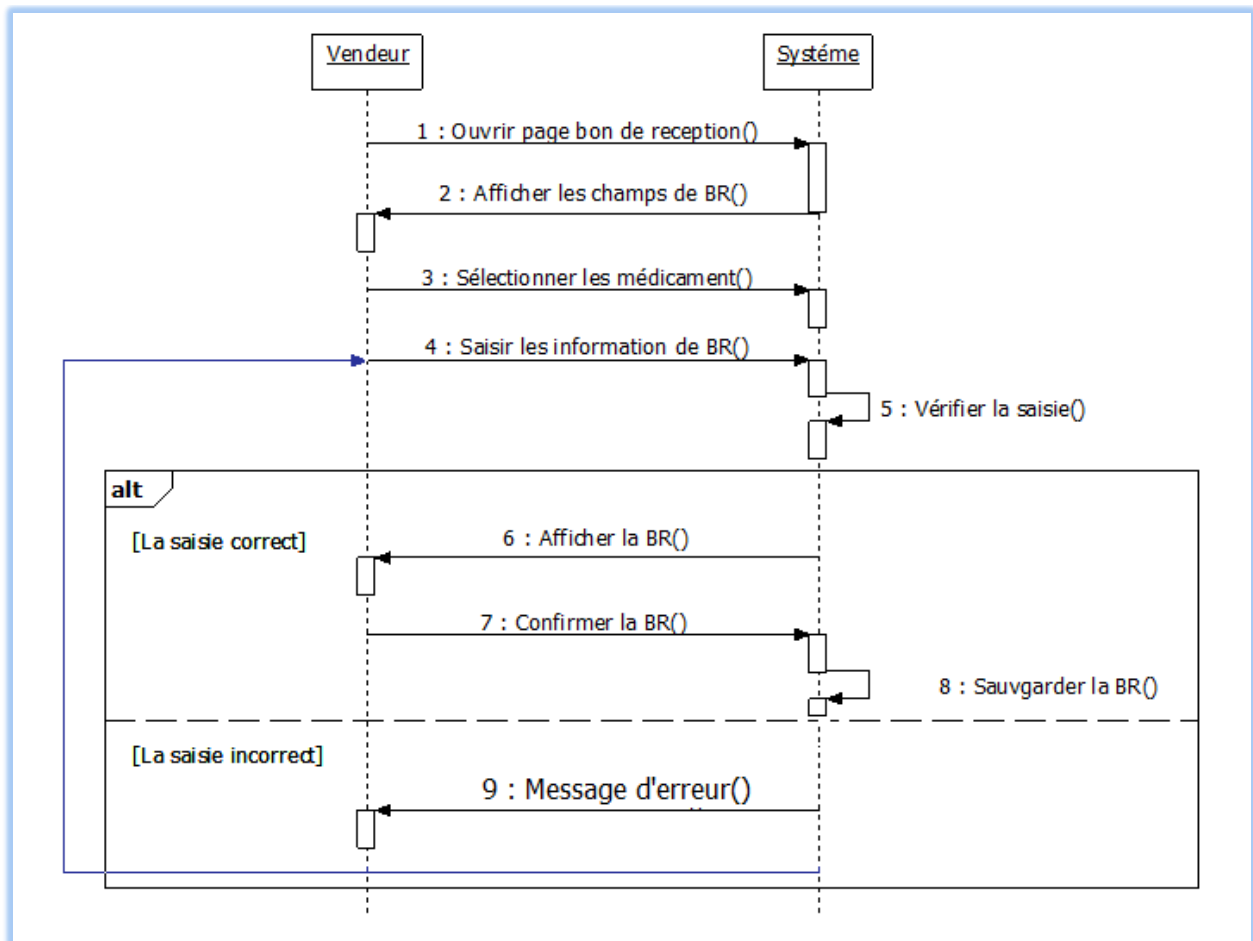 Vendeur
Systéme
1 : Ouvrir page bon de reception()
2 : Afficher les champs de BR()
3 : Sélectionner les médicament()
4 : Saisir les information de BR()
5 : Vérifier la saisie()
alt
[La saisie correct]
6 : Afficher la BR()
7 : Confirmer la BR()
8 : Sauvgarder la BR()
[La saisie incorrect]
9 : Message d'erreur()